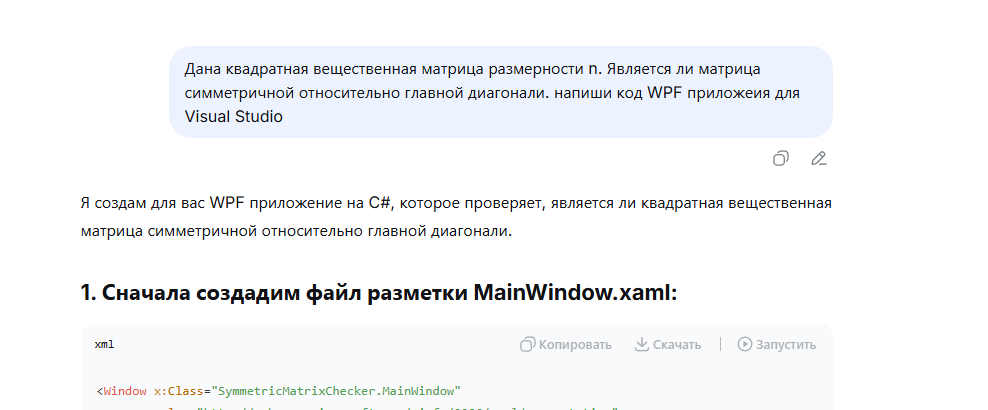 Дана квадратная вещественная матрица размерности n. Является ли матрица
симметричной относительно главной диагонали. напиши код WPF приложеия для
Visual Studio
Я создам для вас WPF приложение на C#, которое проверяет, является ли квадратная вещественная
матрица симметричной относительно главной диагонали.
1. Сначала создадим файл разметки MainWindow.xaml:
xml
Копировать
Скачать
Запустить
<Window x:Class="SymmetricMatrixChecker.MainWindow"